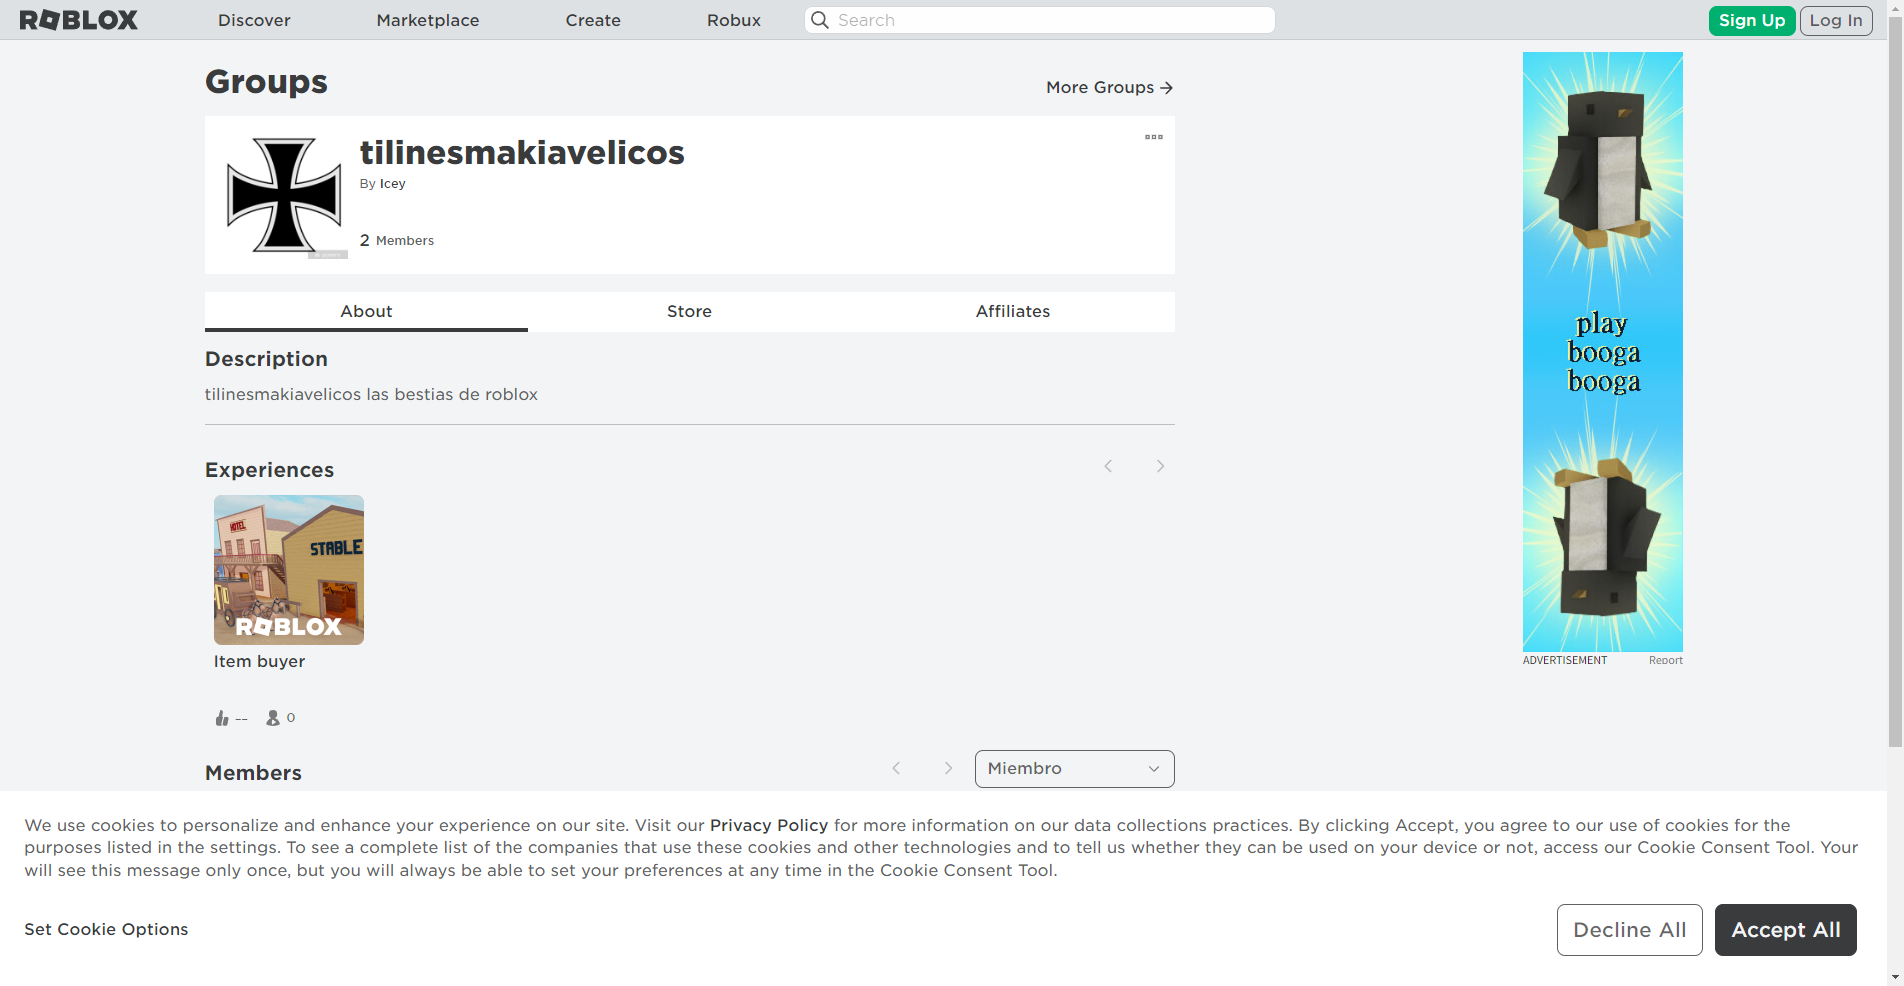 ROBLOX
Discover
Marketplace
Create
Robux
Search
Sign Up
Log In
Groups
More Groups
tilinesmakiavelicos
By Icey
2 Members
About
Store
Affiliates
Description
tilinesmakiavelicos las bestias de roblox
Experiences
HOTEL
STABLE
ROBLOX
Item buyer
--
0
play
booga
booga
ADVERTISEMENT
Report
Members
Miembro
We use cookies to personalize and enhance your experience on our site. Visit our Privacy Policy for more information on our data collections practices. By clicking Accept, you agree to our use of cookies for the
purposes listed in the settings. To see a complete list of the companies that use these cookies and other technologies and to tell us whether they can be used on your device or not, access our Cookie Consent Tool. Your
will see this message only once, but you will always be able to set your preferences at any time in the Cookie Consent Tool.
Set Cookie Options
Decline All
Accept All